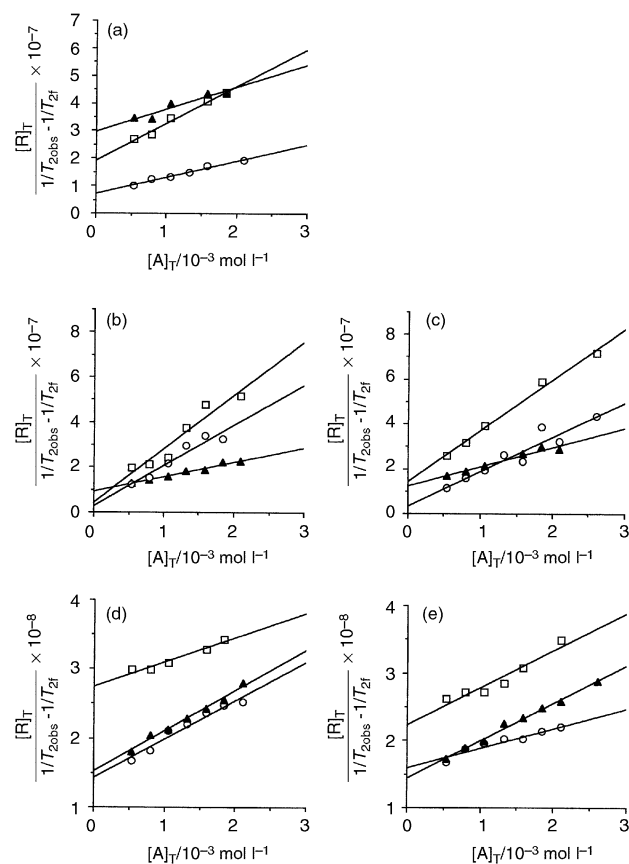 (a)
[R]T / 1/T2obs -1/T2f × 10⁻⁷
7
6
5
4
3
2
1
0
0 1 2 3
[A]T/10⁻³ mol l⁻¹
(b)
[R]T / 1/T2obs -1/T2f × 10⁻⁷
8
6
4
2
0
0 1 2 3
[A]T/10⁻³ mol l⁻¹
(c)
[R]T / 1/T2obs -1/T2f × 10⁻⁷
8
6
4
2
0
0 1 2 3
[A]T/10⁻³ mol l⁻¹
(d)
[R]T / 1/T2obs -1/T2f × 10⁻⁸
4
3
2
1
0 1 2 3
[A]T/10⁻³ mol l⁻¹
(e)
[R]T / 1/T2obs -1/T2f × 10⁻⁸
4
3
2
1
0 1 2 3
[A]T/10⁻³ mol l⁻¹